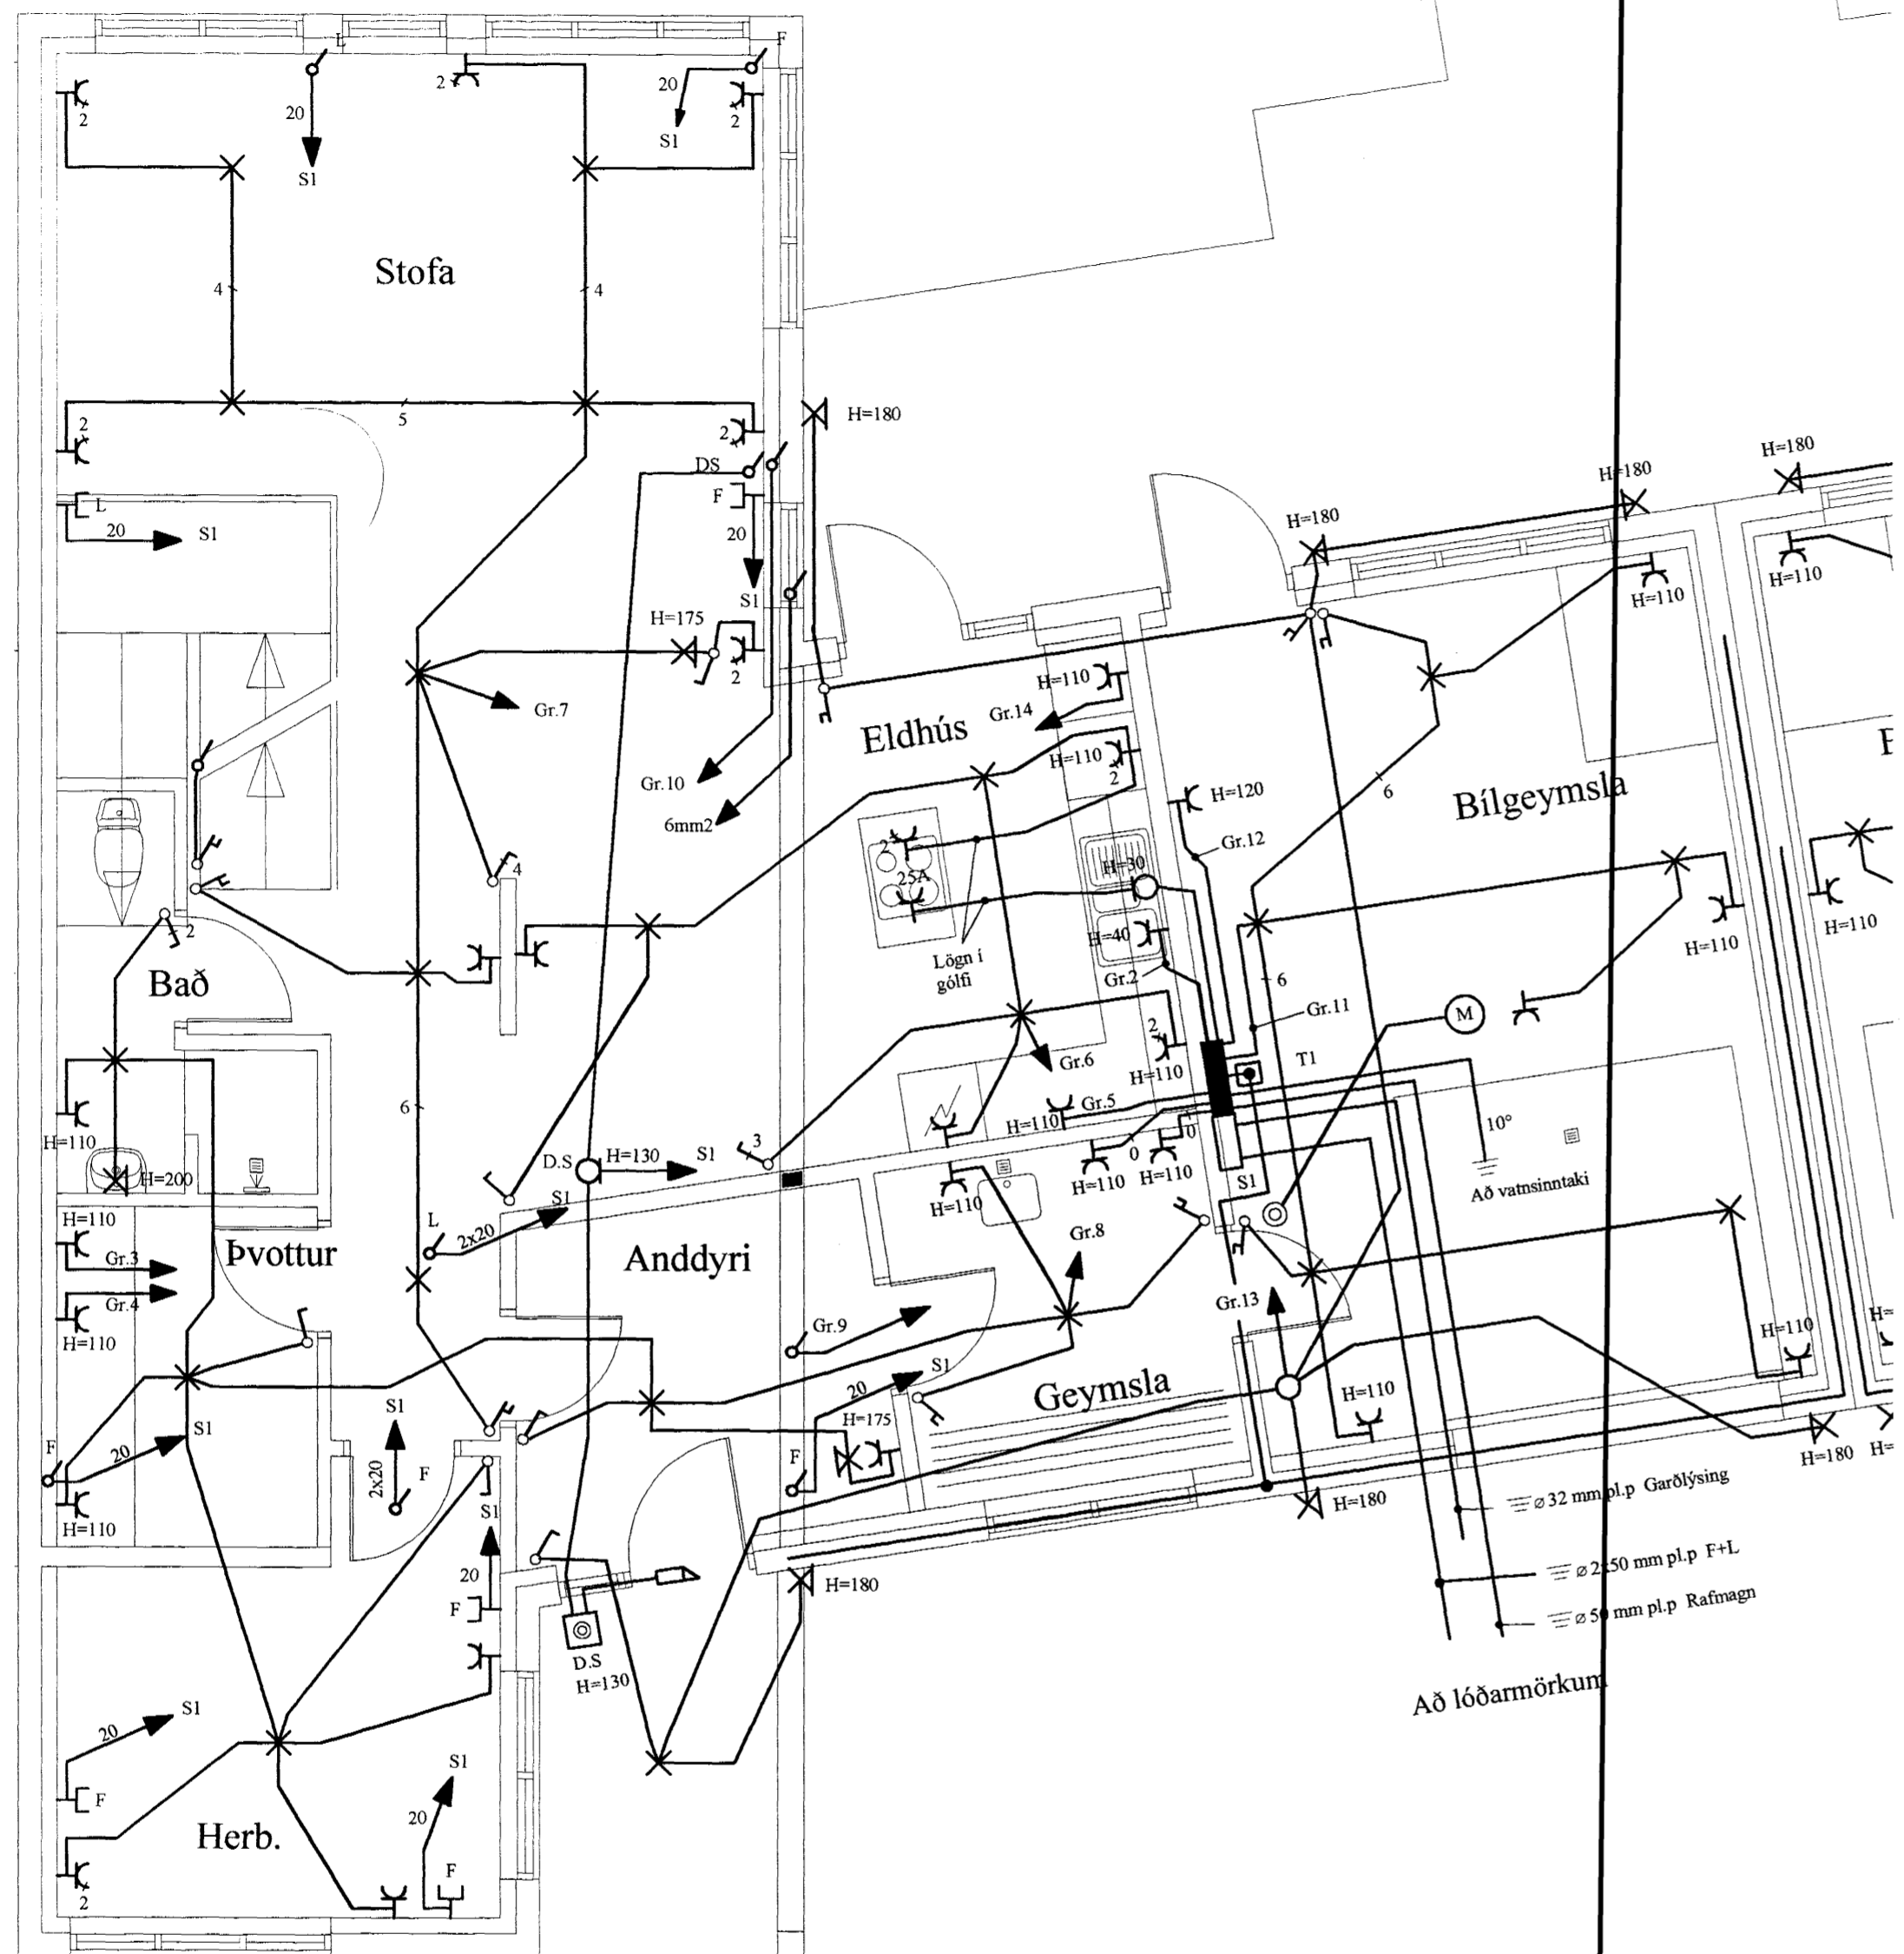 L
F
2
20
S1
2
20
S1
2
Stofa
4
4
5
2
2
H=180
DS
L
20
S1
F
20
S1
H=175
2
H=180
H=180
H=180
H=110
H=110
H=110
Gr.7
Gr.14
Eldhús
H=110
Gr.10
6mm2
H=110
2
H=120
Gr.12
6
Bílgeymsla
2
25A
H=30
4
2
Bað
Lögn í
gólfi
H=40
Gr.2
6
Gr.11
M
H=110
H=110
2
Gr.6
H=110
T1
6
H=110
H=200
Gr.5
H=110
10°
Að vatnsinntaki
3
D.S
H=130
S1
0
0
H=110
H=110
S1
H=110
H=110
Gr.3
Gr.4
H=110
Þvottur
L
2x20
S1
Anddyri
Gr.8
Gr.13
Gr.9
S1
20
Geymsla
H=175
F
H=110
H=110
H=
F
20
S1
H=110
S1
2x20
F
H=180
H=
H=180
⌀ 32 mm pl.p Garðlýsing
S1
20
F
H=180
⌀ 2x50 mm pl.p F+L
⌀ 50 mm pl.p Rafmagn
D.S
H=130
Að lóðarmörkum
20
S1
F
S1
20
Herb.
F
2